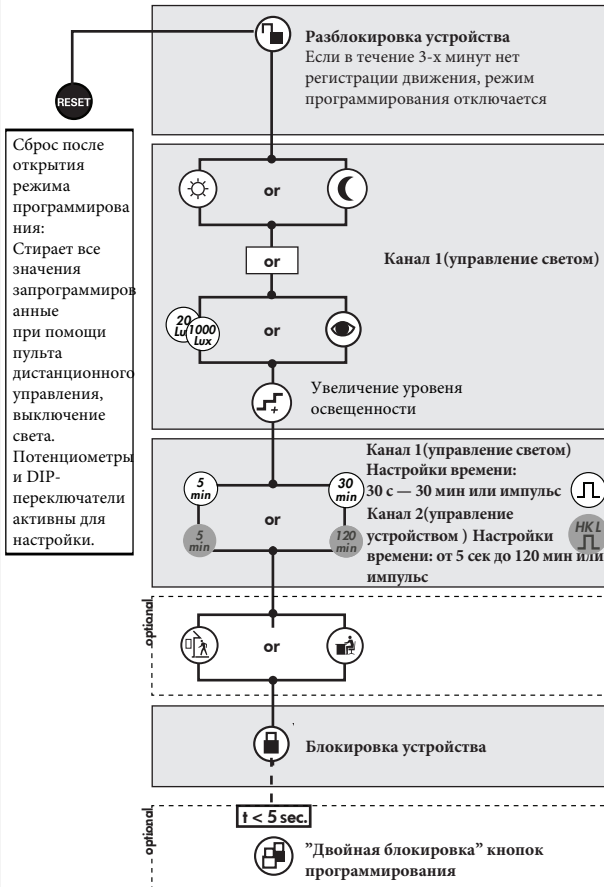 Разблокировка устройства
Если в течение 3-х минут нет
регистрации движения, режим
программирования отключается
RESET
Сброс после
открытия
режима
программирова
ния:
Стирает все
значения
запрограммиров
анные
при помощи
пульта
дистанционного
управления,
выключение
света.
Потенциометры
и DIP-
переключатели
активны для
настройки.
or
or
Канал 1(управление светом)
20
Lu
1000
Lux
or
Увеличение уровеня
освещенности
+
Канал 1(управление светом)
Настройки времени:
30 с — 30 мин или импульс
Канал 2(управление
устройством ) Настройки
времени: от 5 сек до 120 мин или
импульс
5
min
30
min
or
5
min
120
min
HKL
optional
or
Блокировка устройства
t < 5 sec.
optional
”Двойная блокировка” кнопок
программирования